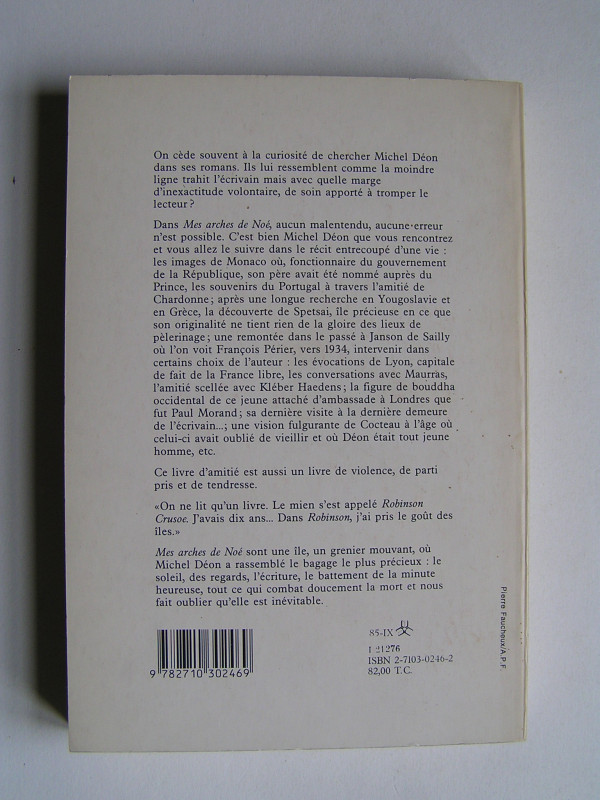 On cède souvent à la curiosité de chercher Michel Déon
dans ses romans. Ils lui ressemblent comme la moindre
ligne trahit l'écrivain mais avec quelle marge
d'inexactitude volontaire, de soin apporté à tromper le
lecteur ?
Dans Mes arches de Noé, aucun malentendu, aucune erreur
n'est possible. C'est bien Michel Déon que vous rencontrez
et vous allez le suivre dans le récit entrecoupé d'une vie :
les images de Monaco où, fonctionnaire du gouvernement
de la République, son père avait été nommé auprès du
Prince, les souvenirs du Portugal à travers l'amitié de
Chardonne ; après une longue recherche en Yougoslavie et
en Grèce, la découverte de Spetsai, île précieuse en ce que
son originalité ne tient rien de la gloire des lieux de
pèlerinage ; une remontée dans le passé à Janson de Sailly
où l'on voit François Périer, vers 1934, intervenir dans
certains choix de l'auteur : les évocations de Lyon, capitale
de fait de la France libre, les conversations avec Maurras,
l'amitié scellée avec Kléber Haedens ; la figure de bouddha
occidental de ce jeune attaché d'ambassade à Londres que
fut Paul Morand ; sa dernière visite à la dernière demeure
de l'écrivain... ; une vision fulgurante de Cocteau à l'âge où
celui-ci avait oublié de vieillir et où Déon était tout jeune
homme, etc.
Ce livre d'amitié est aussi un livre de violence, de parti
pris et de tendresse.
«On ne lit qu'un livre. Le mien s'est appelé Robinson
Crusoe. J'avais dix ans... Dans Robinson, j'ai pris le goût des
îles.»
Mes arches de Noé sont une île, un grenier mouvant, où
Michel Déon a rassemblé le bagage le plus précieux : le
soleil, des regards, l'écriture, le battement de la minute
heureuse, tout ce qui combat doucement la mort et nous
fait oublier qu'elle est inévitable.
Pierre Faucheux/A.P.F.
85-IX
I 21276
ISBN 2-7103-0246-2
82,00 T.C.
9 782710 302469